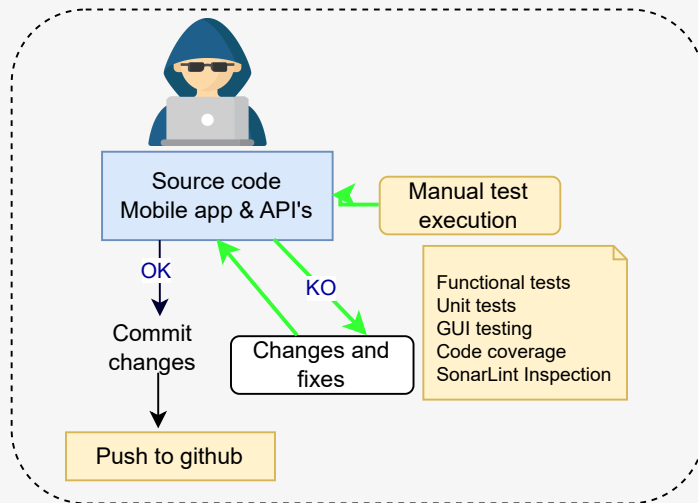 Source code
Mobile app & API's
Manual test
execution
OK
KO
Functional tests
Unit tests
GUI testing
Code coverage
SonarLint Inspection
Commit
changes
Changes and
fixes
Push to github